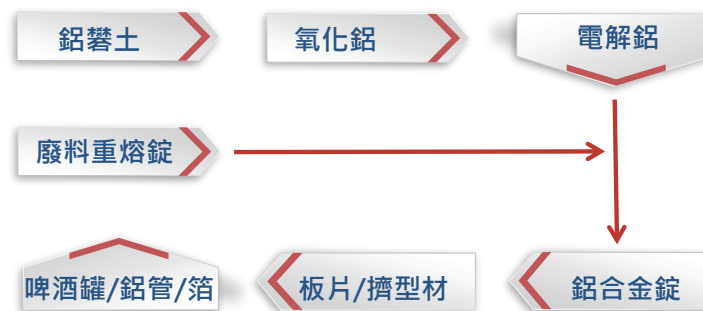 鋁礬土
氧化鋁
電解鋁
廢料重熔錠
啤酒罐/鋁管/箔
板片/擠型材
鋁合金錠